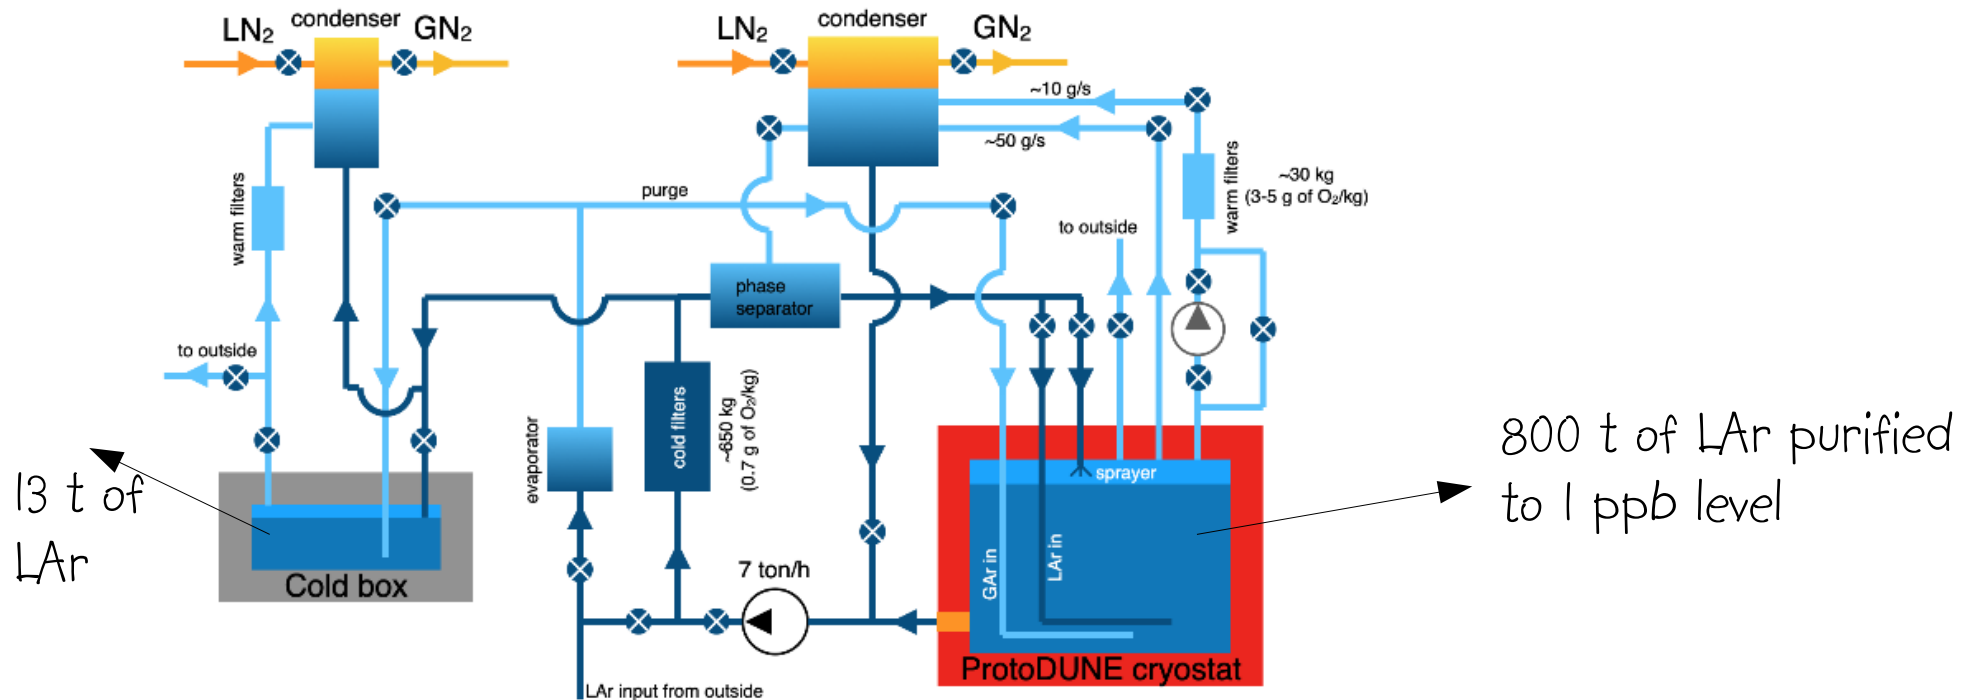 condenser
LN₂
GN₂
condenser
LN₂
GN₂
~10 g/s
~50 g/s
warm filters
~30 kg
(3-5 g of O₂/kg)
warm filters
purge
to outside
phase
separator
to outside
cold filters
~650 kg
(0.7 g of O₂/kg)
evaporator
sprayer
800 t of LAr purified
to 1 ppb level
13 t of
LAr
Cold box
7 ton/h
GAr in
LAr in
ProtoDUNE cryostat
LAr input from outside